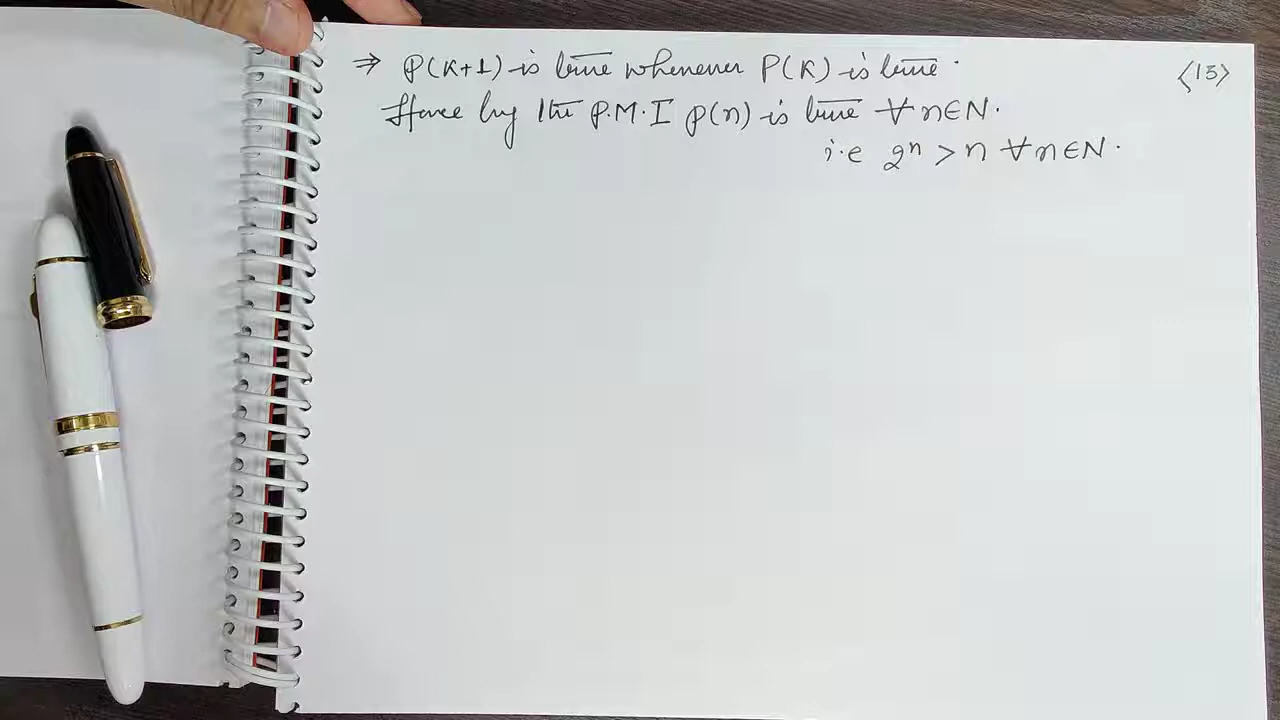 ⇒ P(K+1) is true whenever P(K) is true.
⟨13⟩
Hence by the P.M.I P(n) is true ∀ n∈N.
i.e 2ⁿ > n ∀ n∈N.